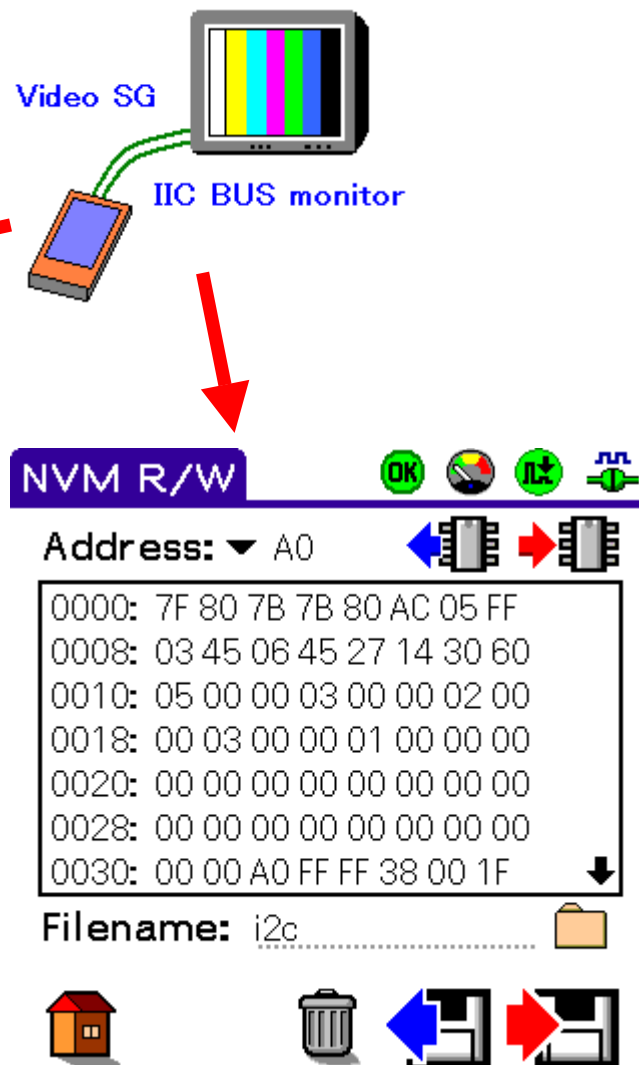 Video SG
IIC BUS monitor
NVM R/W
OK
Address: A0
0000: 7F 80 7B 7B 80 AC 05 FF
0008: 03 45 06 45 27 14 30 60
0010: 05 00 00 03 00 00 02 00
0018: 00 03 00 00 01 00 00 00
0020: 00 00 00 00 00 00 00 00
0028: 00 00 00 00 00 00 00 00
0030: 00 00 A0 FF FF 38 00 1F
Filename: i2c